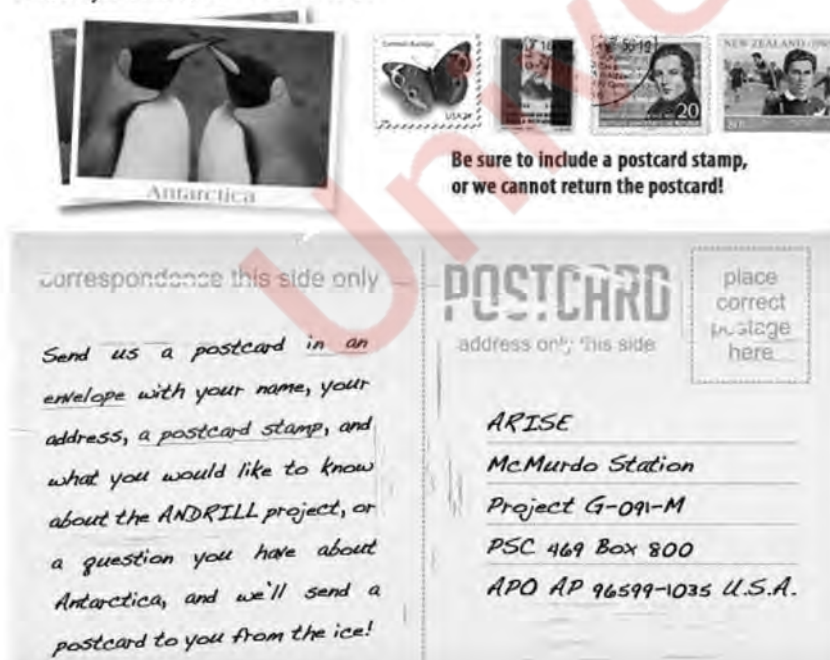 Antarctica
USA24
20
NEW ZEALAND
Be sure to include a postcard stamp,
or we cannot return the postcard!
correspondence this side only
Send us a postcard in an
envelope with your name, your
address, a postcard stamp, and
what you would like to know
about the ANDRILL project, or
a question you have about
Antarctica, and we'll send a
postcard to you from the ice!
POSTCARD
address only this side
place
correct
postage
here
ARISE
McMurdo Station
Project G-091-M
PSC 469 Box 800
APO AP 96599-1035 U.S.A.
Unive